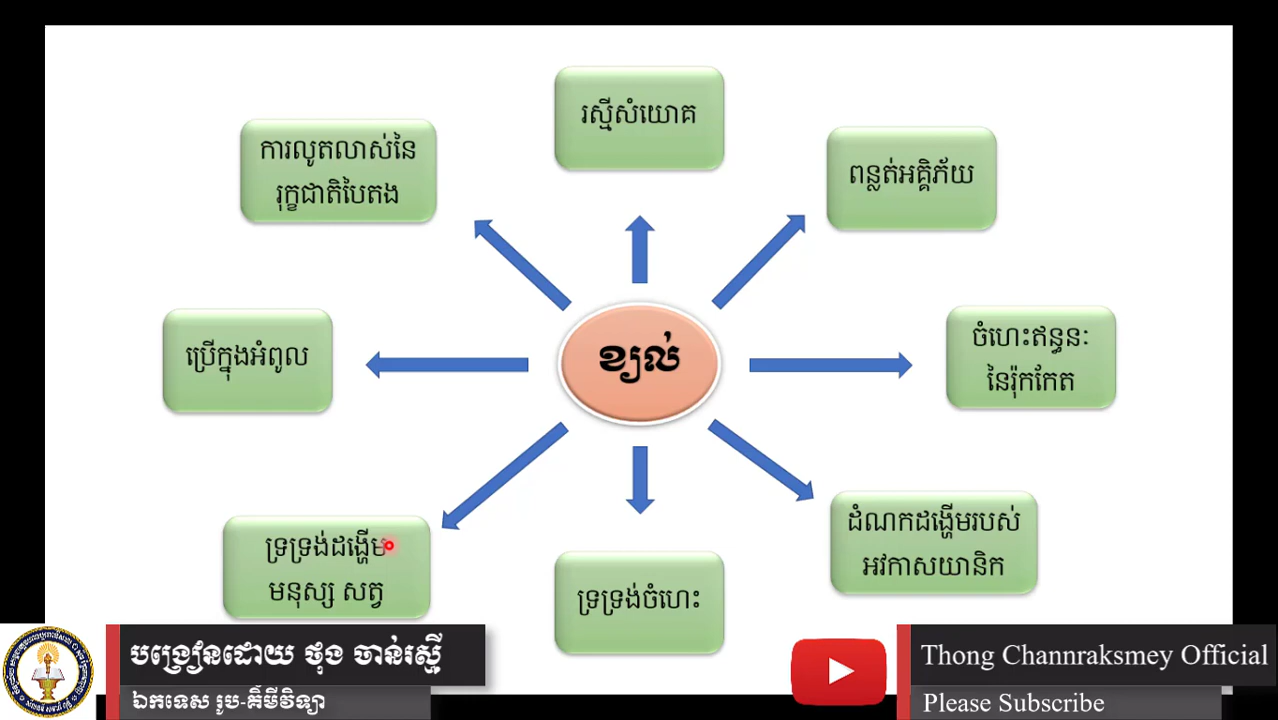 រស្មីសំយោគ
ការលូតលាស់នៃ
រុក្ខជាតិបៃតង
ពន្លត់អគ្គិភ័យ
ប្រើក្នុងអំពូល
ខ្យល់
ចំហេះឥន្ធនៈ
នៃរ៉ុកកែត
ទ្រទ្រង់ដង្ហើម
មនុស្ស សត្វ
ទ្រទ្រង់ចំហេះ
ដំណកដង្ហើមរបស់
អវកាសយានិក
បង្រៀនដោយ ថុង ចាន់រស្មី
ឯកទេស រូប-គីមីវិទ្យា
Thong Channraksmey Official
Please Subscribe